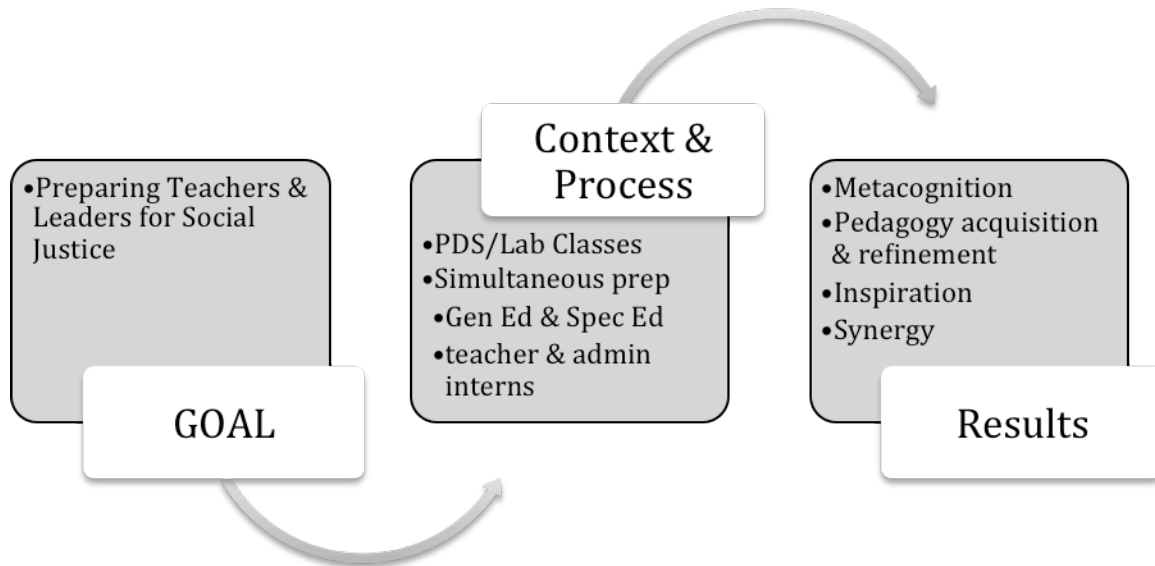 •Preparing Teachers &
Leaders for Social
Justice
GOAL
Context &
Process
•PDS/Lab Classes
•Simultaneous prep
•Gen Ed & Spec Ed
•teacher & admin
interns
•Metacognition
•Pedagogy acquisition
& refinement
•Inspiration
•Synergy
Results